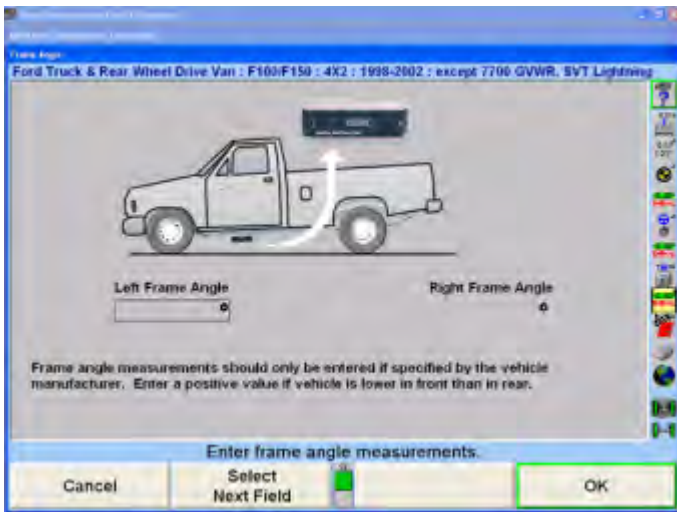 Frame Angle
Ford Truck & Rear Wheel Drive Van : F100/F150 : 4X2 : 1998-2002 : except 7700 GVWR, SVT Lightning
Left Frame Angle
Right Frame Angle
Frame angle measurements should only be entered if specified by the vehicle
manufacturer. Enter a positive value if vehicle is lower in front than in rear.
Enter frame angle measurements.
Cancel
Select
Next Field
OK